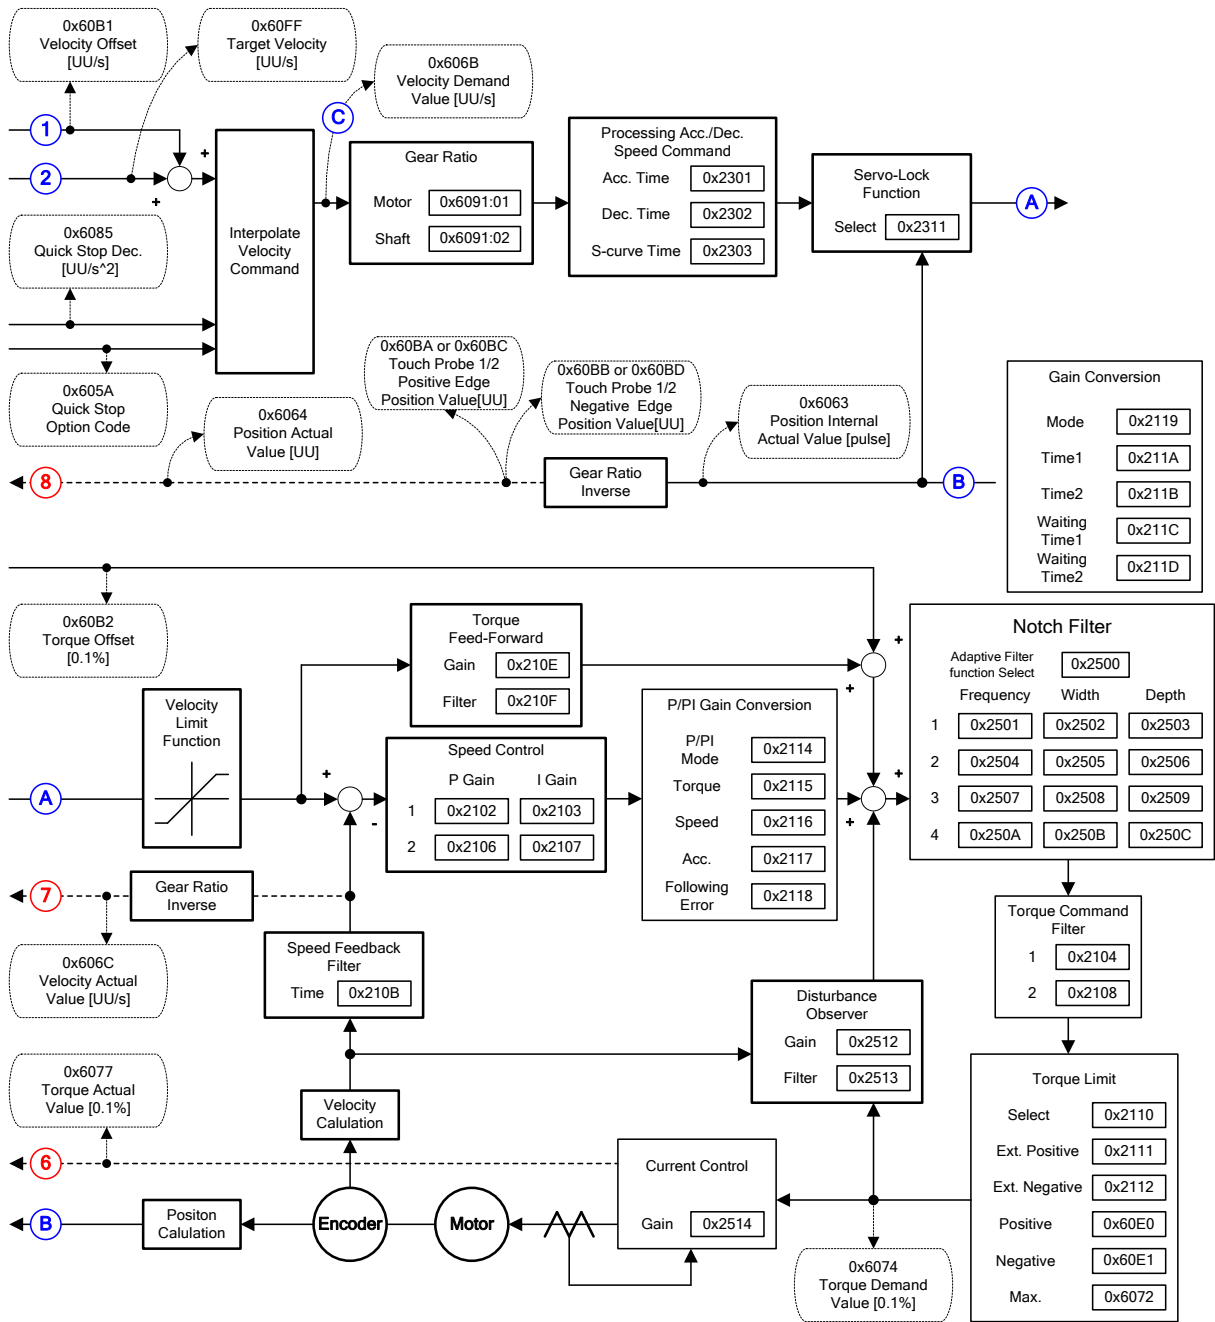 0x60B1
Velocity Offset
[UU/s]
0x60FF
Target Velocity
[UU/s]
0x606B
Velocity Demand
Value [UU/s]
1
C
2
+
+
0x6085
Quick Stop Dec.
[UU/s^2]
Interpolate
Velocity
Command
Gear Ratio
Motor 0x6091:01
Shaft 0x6091:02
Processing Acc./Dec.
Speed Command
Acc. Time 0x2301
Dec. Time 0x2302
S-curve Time 0x2303
Servo-Lock
Function
Select 0x2311
A
0x605A
Quick Stop
Option Code
0x6064
Position Actual
Value [UU]
0x60BA or 0x60BC
Touch Probe 1/2
Positive Edge
Position Value[UU]
0x60BB or 0x60BD
Touch Probe 1/2
Negative Edge
Position Value[UU]
0x6063
Position Internal
Actual Value [pulse]
8
Gear Ratio
Inverse
B
Gain Conversion
Mode 0x2119
Time1 0x211A
Time2 0x211B
Waiting
Time1
0x211C
Waiting
Time2
0x211D
0x60B2
Torque Offset
[0.1%]
Torque
Feed-Forward
Gain 0x210E
Filter 0x210F
+
+
Notch Filter
Adaptive Filter
function Select
0x2500
Frequency Width Depth
1 0x2501 0x2502 0x2503
2 0x2504 0x2505 0x2506
3 0x2507 0x2508 0x2509
4 0x250A 0x250B 0x250C
A
Velocity
Limit
Function
+
-
Speed Control
P Gain I Gain
1 0x2102 0x2103
2 0x2106 0x2107
P/PI Gain Conversion
P/PI
Mode
0x2114
Torque 0x2115
Speed 0x2116
Acc. 0x2117
Following
Error
0x2118
+
+
7
Gear Ratio
Inverse
0x606C
Velocity Actual
Value [UU/s]
Speed Feedback
Filter
Time 0x210B
Torque Command
Filter
1 0x2104
2 0x2108
Disturbance
Observer
Gain 0x2512
Filter 0x2513
0x6077
Torque Actual
Value [0.1%]
Velocity
Calulation
Torque Limit
Select 0x2110
Ext. Positive 0x2111
Ext. Negative 0x2112
Positive 0x60E0
Negative 0x60E1
Max. 0x6072
6
Current Control
Gain 0x2514
B
Positon
Calulation
Encoder
Motor
0x6074
Torque Demand
Value [0.1%]